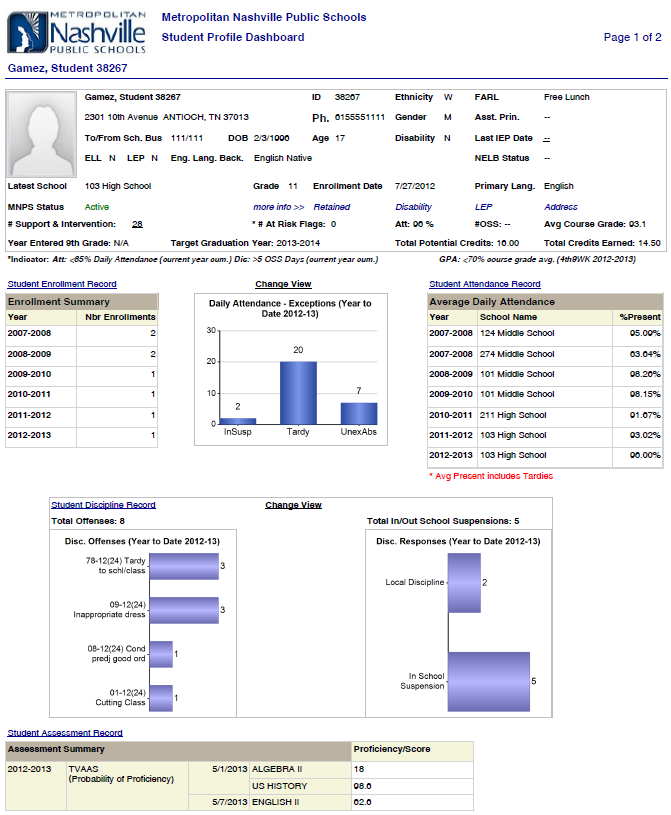 METROPOLITAN
Nashville
PUBLIC SCHOOLS
Metropolitan Nashville Public Schools
Student Profile Dashboard
Page 1 of 2
Gamez, Student 38267
Gamez, Student 38267 ID 38267 Ethnicity W FARL Free Lunch
2301 10th Avenue ANTIOCH, TN 37013 Ph. 6155551111 Gender M Asst. Prin. --
To/From Sch. Bus 111/111 DOB 2/3/1996 Age 17 Disability N Last IEP Date --
ELL N LEP N Eng. Lang. Back. English Native NELB Status --
Latest School 103 High School Grade 11 Enrollment Date 7/27/2012 Primary Lang. English
MNPS Status Active more info >> Retained Disability LEP Address
# Support & Intervention: 28 * # At Risk Flags: 0 Att: 96 % #OSS: -- Avg Course Grade: 93.1
Year Entered 9th Grade: N/A Target Graduation Year: 2013-2014 Total Potential Credits: 16.00 Total Credits Earned: 14.50
*Indicator: Att: <85% Daily Attendance (current year cum.) Dic: >5 OSS Days (current year cum.) GPA: <70% course grade avg. (4th9WK 2012-2013)
Student Enrollment Record
Enrollment Summary
Year Nbr Enrollments
2007-2008 2
2008-2009 2
2009-2010 1
2010-2011 1
2011-2012 1
2012-2013 1
Change View
Daily Attendance - Exceptions (Year to
Date 2012-13)
30
20
10
0
2
20
7
InSusp Tardy UnexAbs
Student Attendance Record
Average Daily Attendance
Year School Name %Present
2007-2008 124 Middle School 95.09%
2007-2008 274 Middle School 63.64%
2008-2009 101 Middle School 98.26%
2009-2010 101 Middle School 98.15%
2010-2011 211 High School 91.67%
2011-2012 103 High School 93.02%
2012-2013 103 High School 96.00%
* Avg Present includes Tardies
Student Discipline Record Change View
Total Offenses: 8 Total In/Out School Suspensions: 5
Disc. Offenses (Year to Date 2012-13)
78-12(24) Tardy
to schl/class
3
09-12(24)
Inappropriate dress
3
08-12(24) Cond
predj good ord
1
01-12(24)
Cutting Class
1
Disc. Responses (Year to Date 2012-13)
Local Discipline 2
In School
Suspension
5
Student Assessment Record
Assessment Summary Proficiency/Score
2012-2013 TVAAS 5/1/2013 ALGEBRA II 18
(Probability of Proficiency)
US HISTORY 98.6
5/7/2013 ENGLISH II 62.6